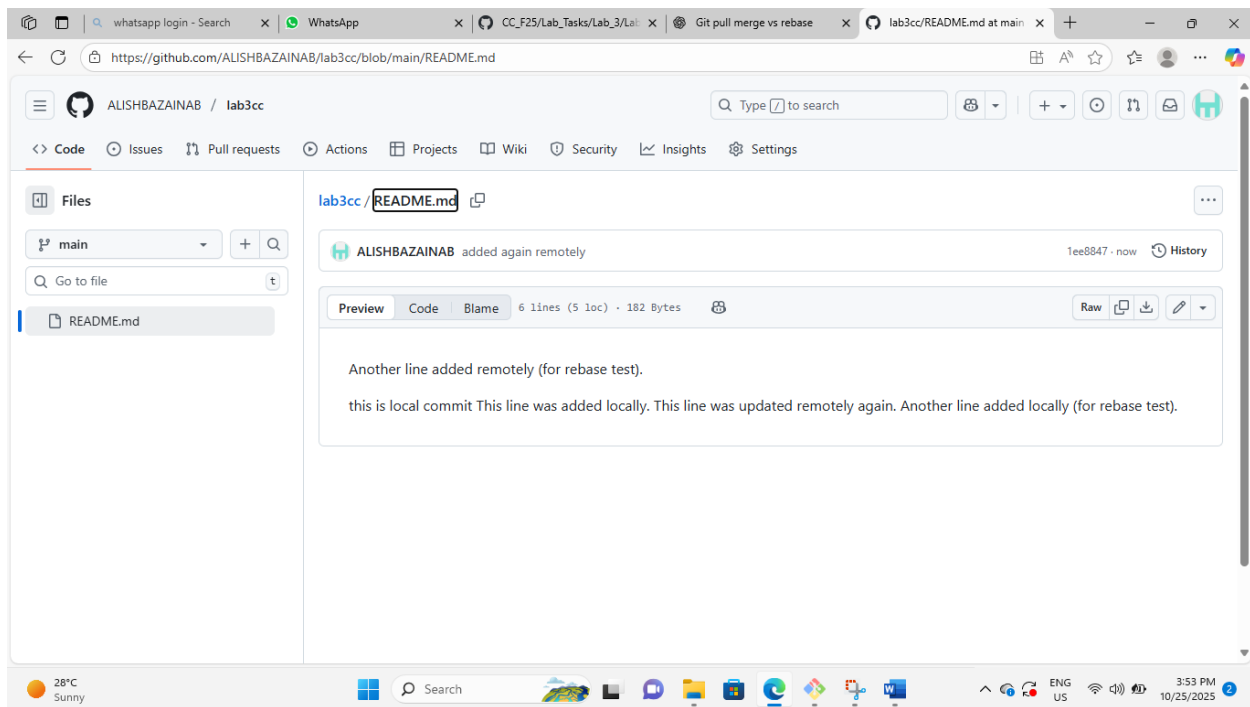 whatsapp login - Search
WhatsApp
CC_F25/Lab_Tasks/Lab_3/Lab
Git pull merge vs rebase
lab3cc/README.md at main
https://github.com/ALISHBAZAINAB/lab3cc/blob/main/README.md
ALISHBAZAINAB / lab3cc
Type / to search
Code Issues Pull requests Actions Projects Wiki Security Insights Settings
Files
lab3cc / README.md
main
ALISHBAZAINAB added again remotely
1ee8847 · now History
Go to file t
Preview Code Blame 6 lines (5 loc) · 182 Bytes
Raw
README.md
Another line added remotely (for rebase test).
this is local commit This line was added locally. This line was updated remotely again. Another line added locally (for rebase test).
28°C
Sunny
Search
ENG
US
3:53 PM
10/25/2025
2